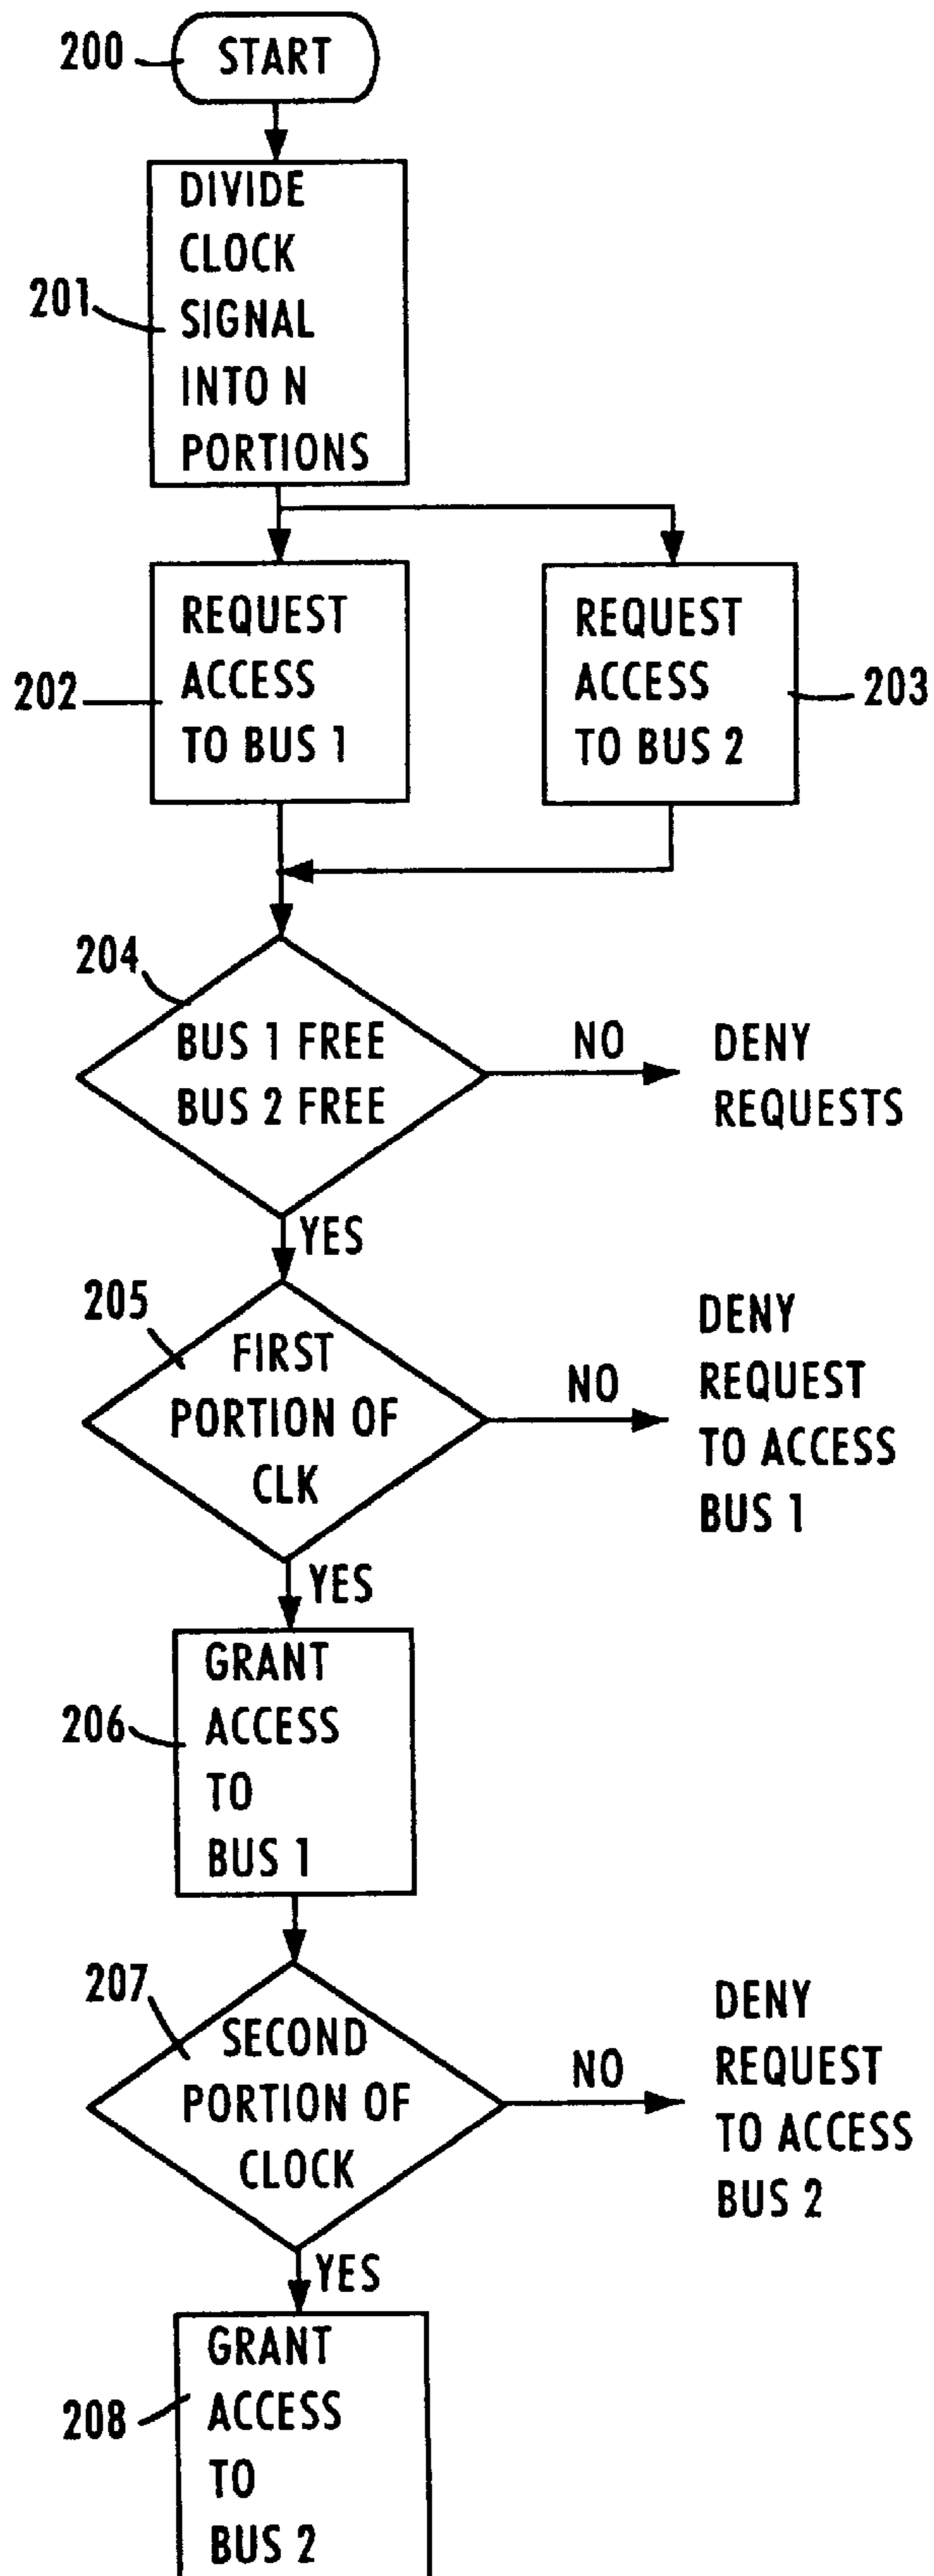 200
START
201
DIVIDE
CLOCK
SIGNAL
INTO N
PORTIONS
202
REQUEST
ACCESS
TO BUS 1
REQUEST
ACCESS
TO BUS 2
203
204
BUS 1 FREE
BUS 2 FREE
NO
DENY
REQUESTS
YES
205
FIRST
PORTION OF
CLK
NO
DENY
REQUEST
TO ACCESS
BUS 1
YES
206
GRANT
ACCESS
TO
BUS 1
207
SECOND
PORTION OF
CLOCK
NO
DENY
REQUEST
TO ACCESS
BUS 2
YES
208
GRANT
ACCESS
TO
BUS 2